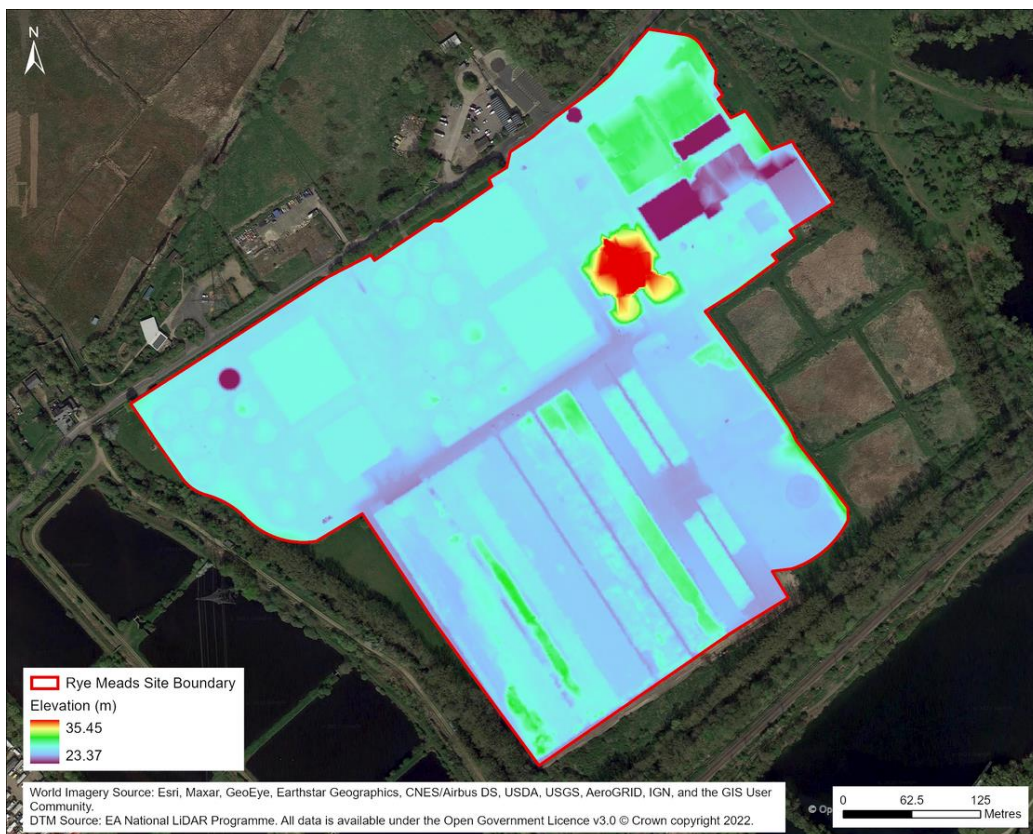 N
Rye Meads Site Boundary
Elevation (m)
35.45
23.37
World Imagery Source: Esri, Maxar, GeoEye, Earthstar Geographics, CNES/Airbus DS, USDA, USGS, AeroGRID, IGN, and the GIS User
Community.
DTM Source: EA National LiDAR Programme. All data is available under the Open Government Licence v3.0 © Crown copyright 2022.
0 62.5 125
Metres